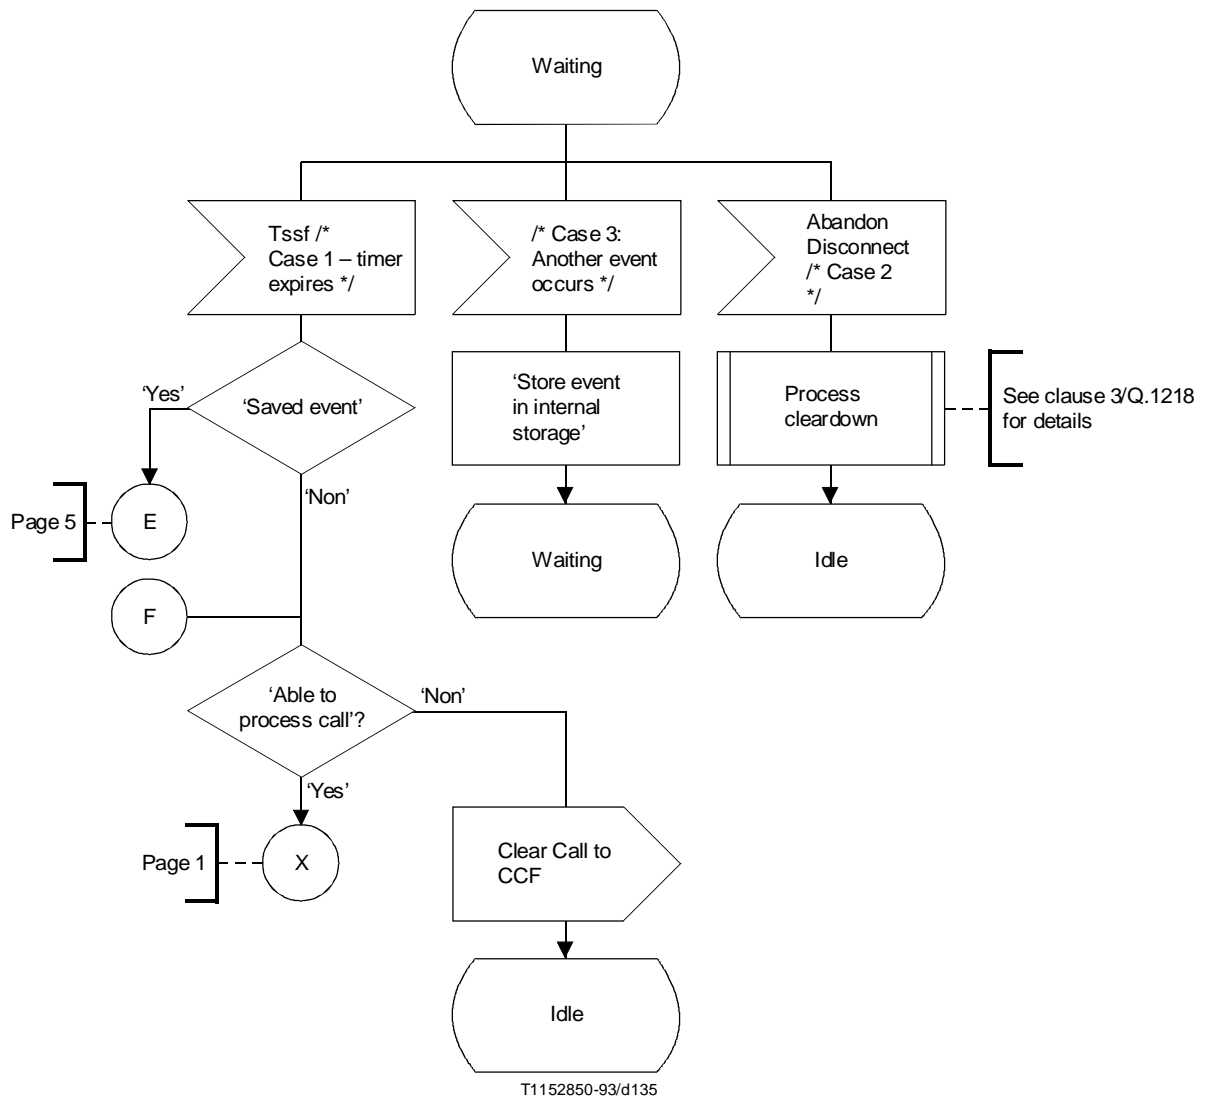 Waiting
Tssf /*
Case 1 – timer
expires */
/* Case 3:
Another event
occurs */
Abandon
Disconnect
/* Case 2
*/
‘Yes’
‘Saved event’
‘Store event
in internal
storage’
Process
cleardown
See clause 3/Q.1218
for details
‘Non’
Page 5
E
Waiting
Idle
F
‘Able to
process call’?
‘Non’
‘Yes’
Page 1
X
Clear Call to
CCF
Idle
T1152850-93/d135